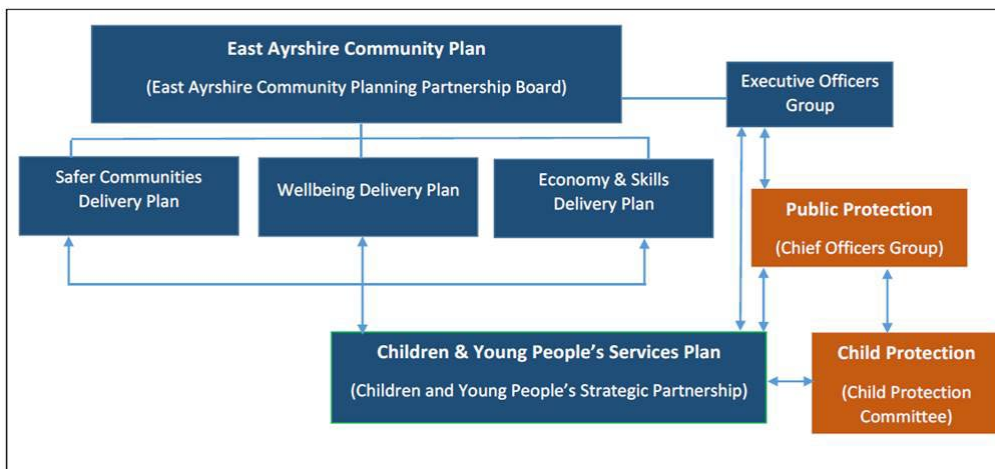 East Ayrshire Community Plan
(East Ayrshire Community Planning Partnership Board)
Executive Officers
Group
Safer Communities
Delivery Plan
Wellbeing Delivery Plan
Economy & Skills
Delivery Plan
Public Protection
(Chief Officers Group)
Children & Young People’s Services Plan
(Children and Young People’s Strategic Partnership)
Child Protection
(Child Protection
Committee)